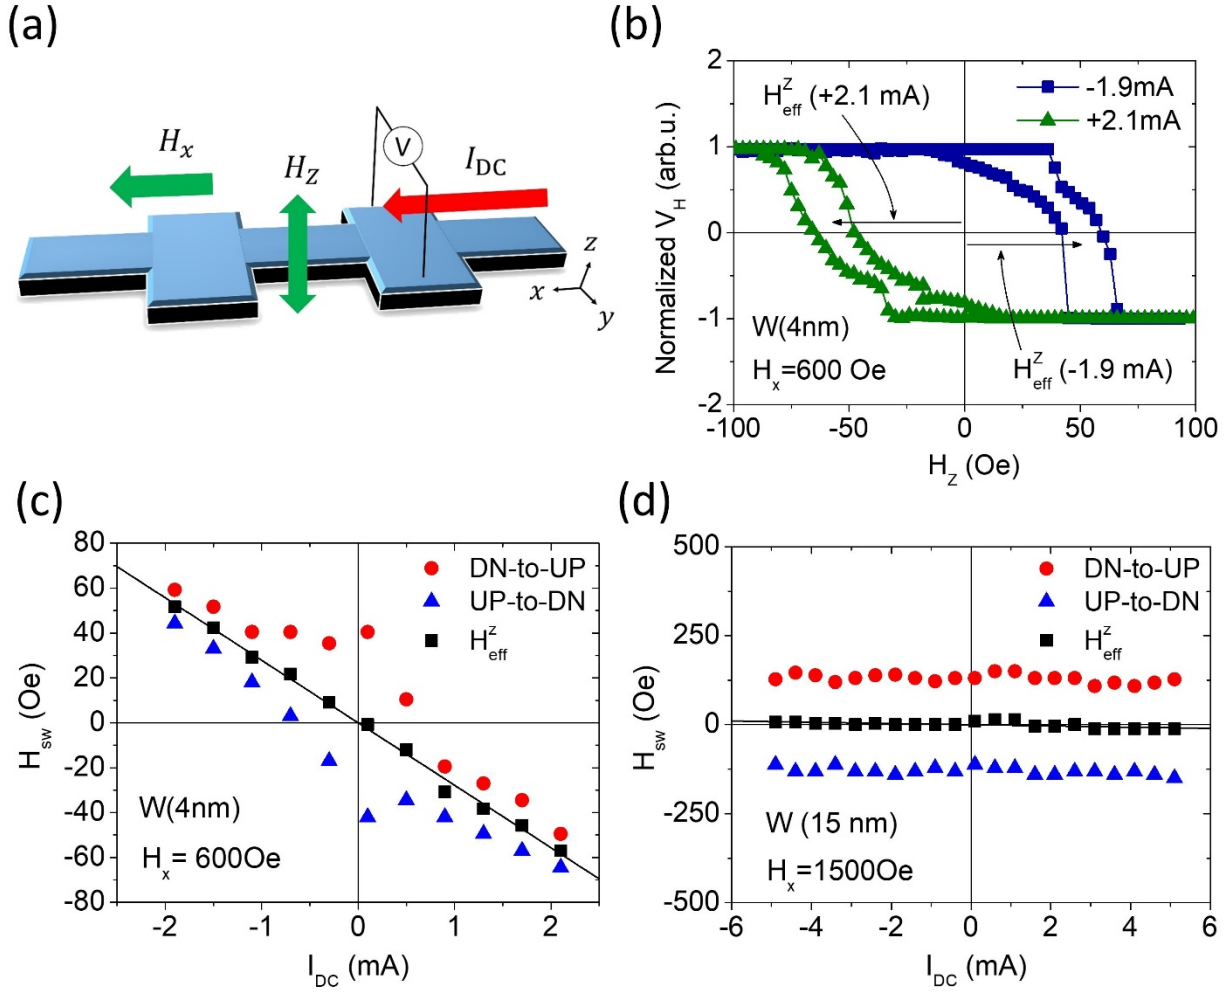 (a)
H_x
H_Z
V
I_DC
z
x
y
(b)
Normalized V_H (arb.u.)
2
1
0
-1
-2
H^Z_eff (+2.1 mA)
-1.9mA
+2.1mA
W(4nm)
H_x=600 Oe
H^Z_eff (-1.9 mA)
-100
-50
0
50
100
H_Z (Oe)
(c)
H_sw (Oe)
80
60
40
20
0
-20
-40
-60
-80
DN-to-UP
UP-to-DN
H^z_eff
W(4nm)
H_x= 600Oe
-2
-1
0
1
2
I_DC (mA)
(d)
H_sw (Oe)
500
250
0
-250
-500
DN-to-UP
UP-to-DN
H^z_eff
W (15 nm)
H_x=1500Oe
-6
-4
-2
0
2
4
6
I_DC (mA)